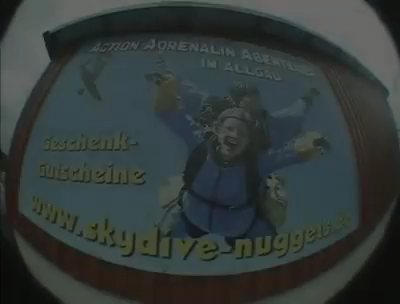 ACTION ADRENALIN ABENTEUER
IM ALLGÄU
Geschenk-
Gutscheine
www.skydive-nuggets.de